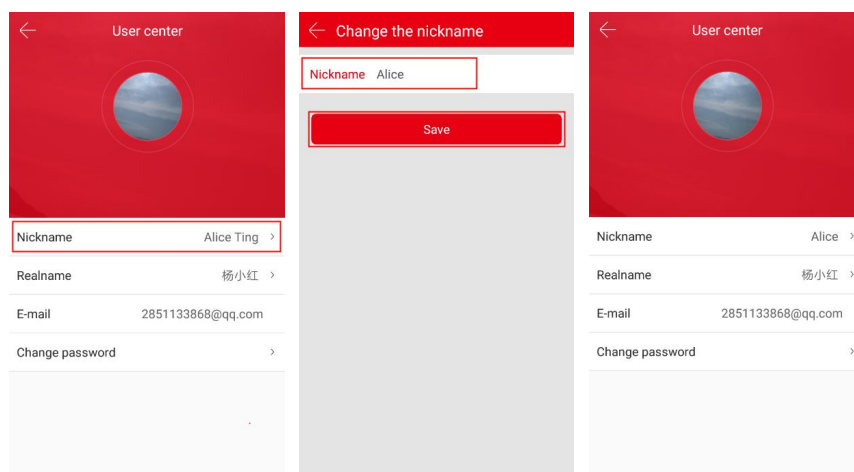 User center
Nickname Alice Ting
Realname 杨小红
E-mail 2851133868@qq.com
Change password
Change the nickname
Nickname Alice
Save
User center
Nickname Alice
Realname 杨小红
E-mail 2851133868@qq.com
Change password